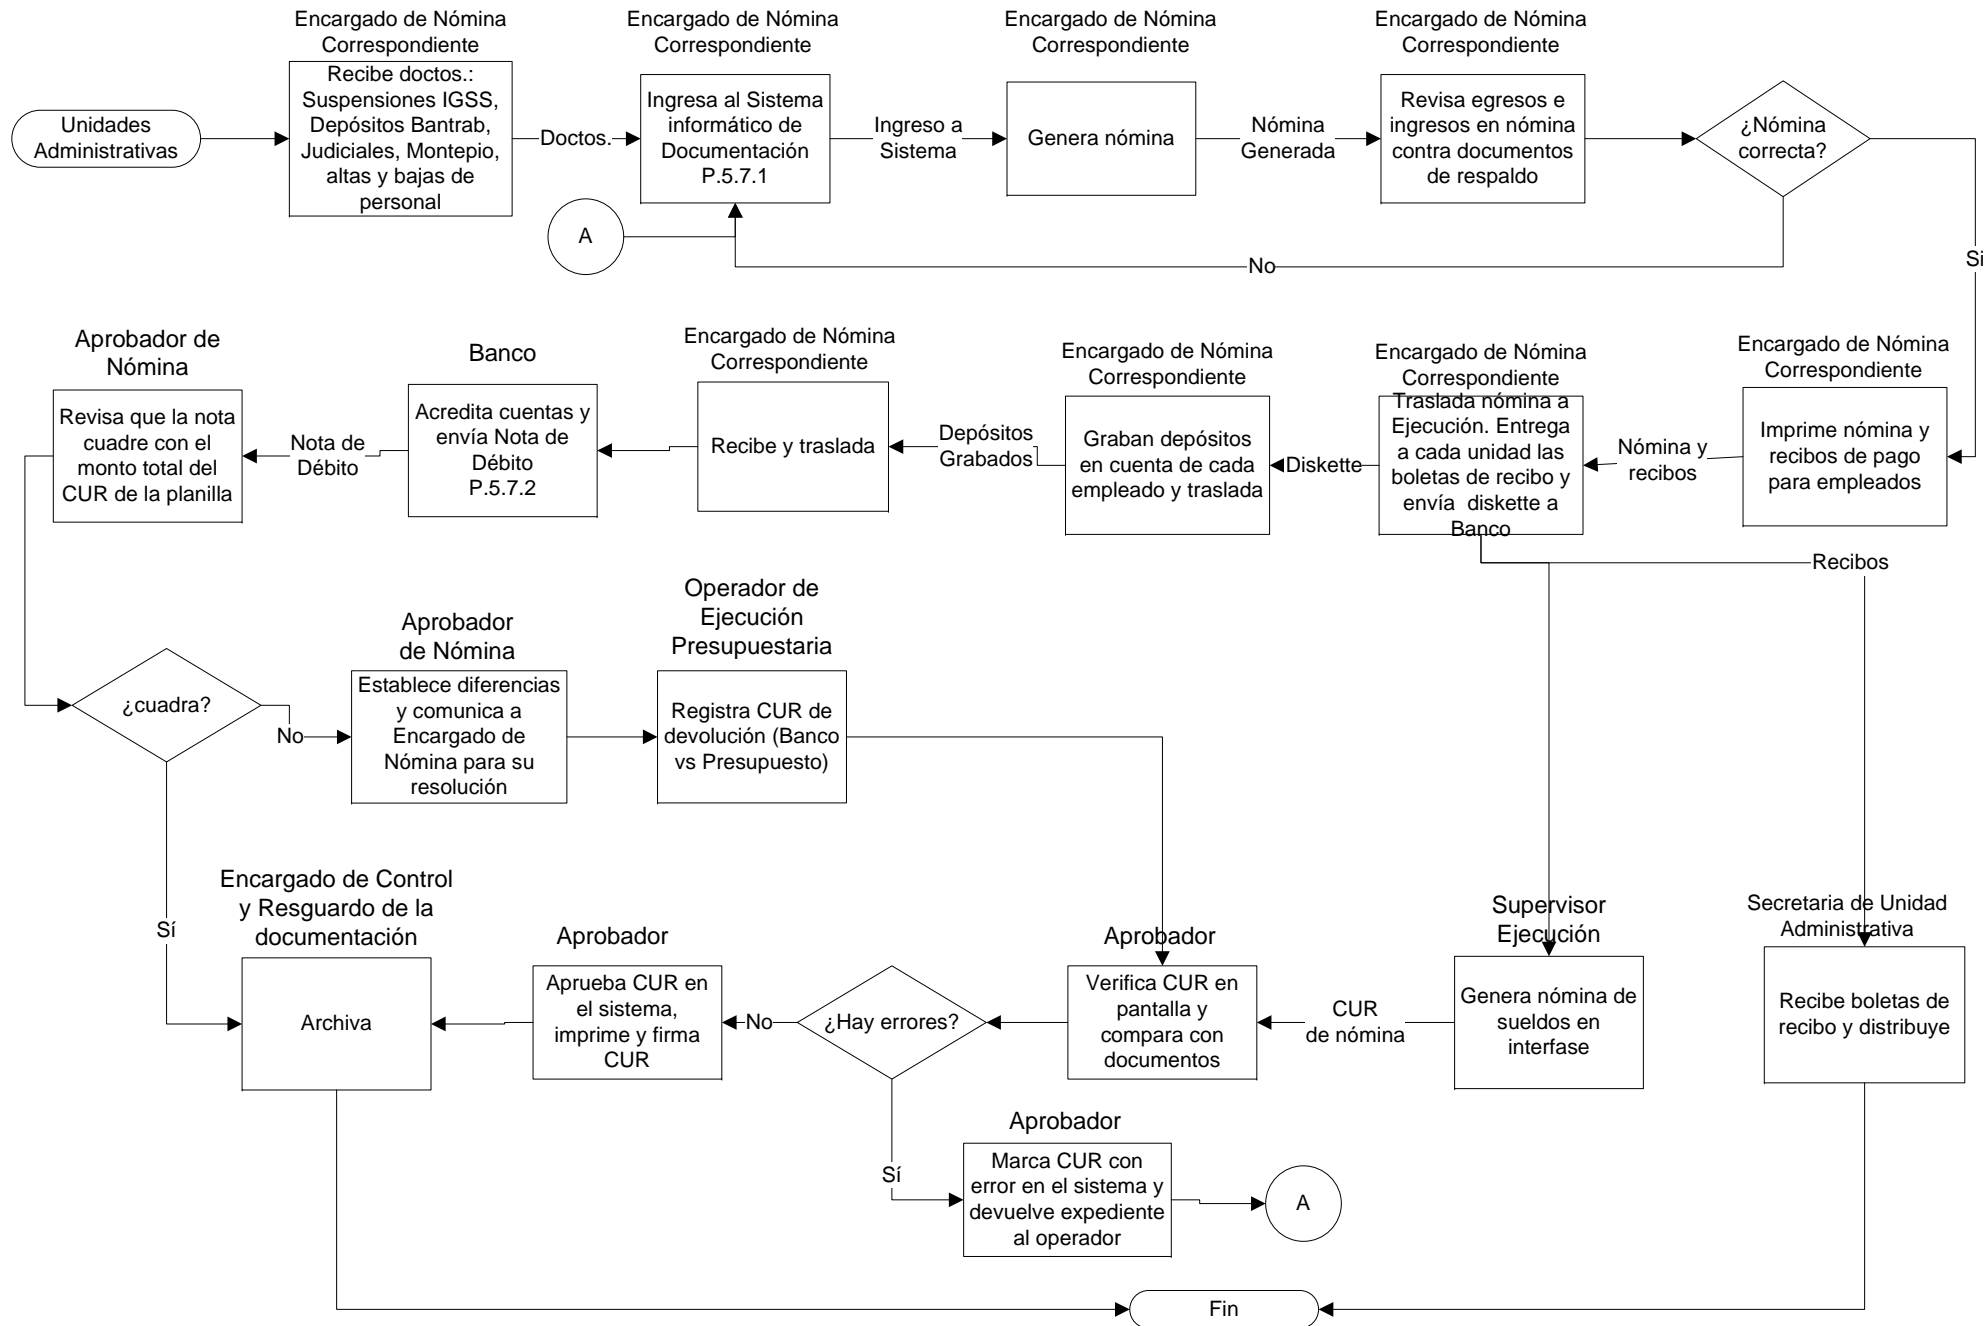 Encargado de Nómina
Correspondiente
Encargado de Nómina
Correspondiente
Encargado de Nómina
Correspondiente
Encargado de Nómina
Correspondiente
Unidades
Administrativas
Recibe doctos.:
Suspensiones IGSS,
Depósitos Bantrab,
Judiciales, Montepio,
altas y bajas de
personal
Doctos.
Ingresa al Sistema
informático de
Documentación
P.5.7.1
Ingreso a
Sistema
Genera nómina
Nómina
Generada
Revisa egresos e
ingresos en nómina
contra documentos
de respaldo
¿Nómina
correcta?
A
No
Si
Aprobador de
Nómina
Banco
Encargado de Nómina
Correspondiente
Encargado de Nómina
Correspondiente
Encargado de Nómina
Correspondiente
Encargado de Nómina
Correspondiente
Revisa que la nota
cuadre con el
monto total del
CUR de la planilla
Nota de
Débito
Acredita cuentas y
envía Nota de
Débito
P.5.7.2
Recibe y traslada
Depósitos
Grabados
Graban depósitos
en cuenta de cada
empleado y traslada
Diskette
Traslada nómina a
Ejecución. Entrega
a cada unidad las
boletas de recibo y
envía  diskette a
Banco
Nómina y
recibos
Imprime nómina y
recibos de pago
para empleados
Recibos
¿cuadra?
No
Aprobador
de Nómina
Establece diferencias
y comunica a
Encargado de
Nómina para su
resolución
Operador de
Ejecución
Presupuestaria
Registra CUR de
devolución (Banco
vs Presupuesto)
Sí
Encargado de Control
y Resguardo de la
documentación
Archiva
Aprobador
Aprueba CUR en
el sistema,
imprime y firma
CUR
No
¿Hay errores?
Aprobador
Verifica CUR en
pantalla y
compara con
documentos
CUR
de nómina
Supervisor
Ejecución
Genera nómina de
sueldos en
interfase
Secretaria de Unidad
Administrativa
Recibe boletas de
recibo y distribuye
Sí
Aprobador
Marca CUR con
error en el sistema y
devuelve expediente
al operador
A
Fin